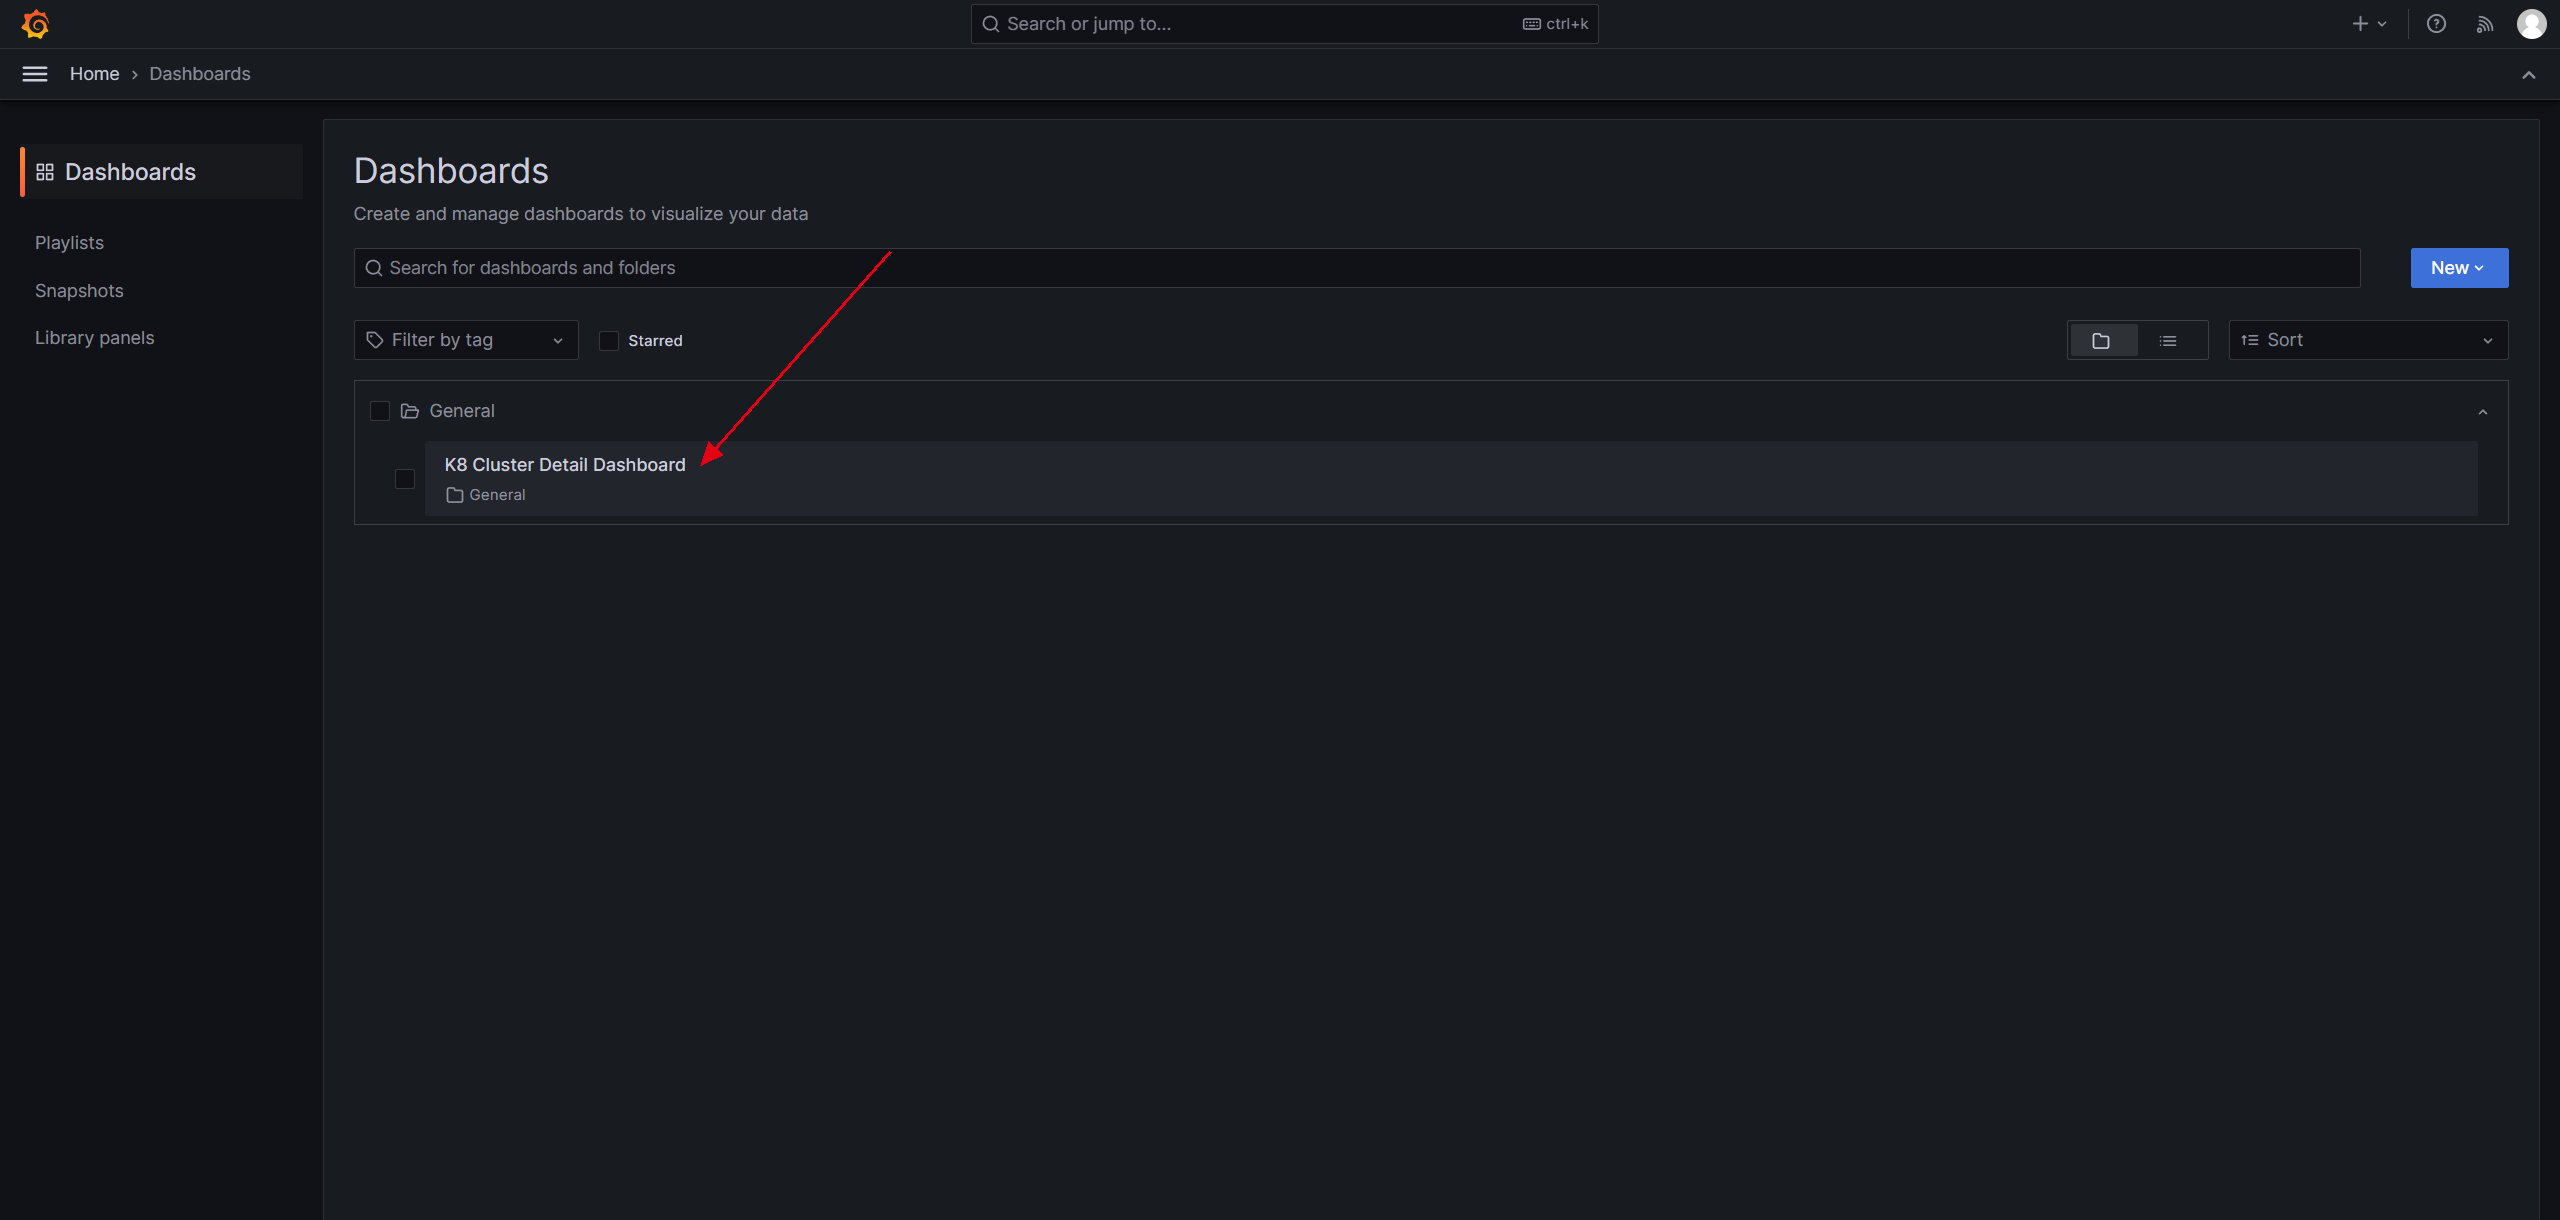 Search or jump to...
ctrl+k
Home › Dashboards
Dashboards
Playlists
Snapshots
Library panels
Dashboards
Create and manage dashboards to visualize your data
Search for dashboards and folders
New
Filter by tag
Starred
Sort
General
K8 Cluster Detail Dashboard
General